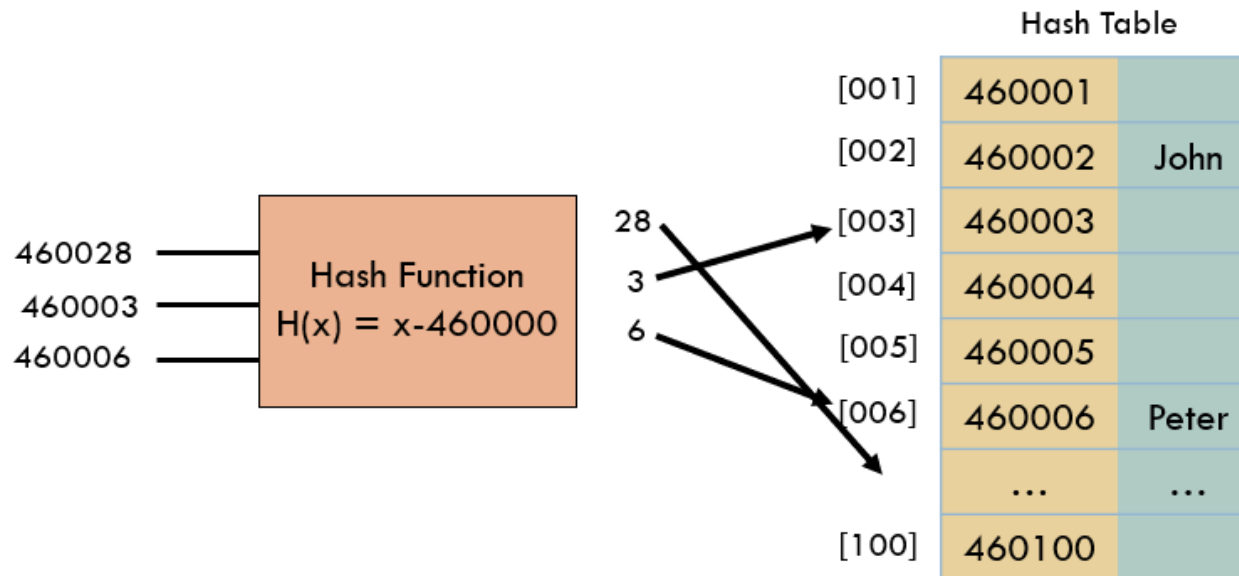 Hash Table
[001] 460001
[002] 460002 John
[003] 460003
[004] 460004
[005] 460005
[006] 460006 Peter
... ...
[100] 460100
460028
460003
460006
Hash Function
H(x) = x-460000
28
3
6